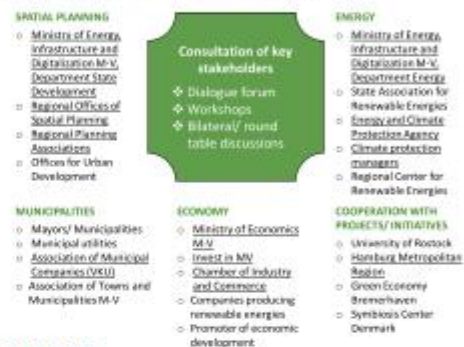 SPATIAL PLANNING
○ Ministry of Energy,
Infrastructure and
Digitalization M-V,
Department State
Development
○ Regional Offices of
Spatial Planning
○ Regional Planning
Associations
○ Offices for Urban
Development
Consultation of key
stakeholders
❖ Dialogue forum
❖ Workshops
❖ Bilateral/ round
table discussions
ENERGY
○ Ministry of Energy,
Infrastructure and
Digitalization M-V,
Department Energy
○ State Association for
Renewable Energies
○ Energy and Climate
Protection Agency
○ Climate protection
managers
○ Regional Center for
Renewable Energies
MUNICIPALITIES
○ Mayors/ Municipalities
○ Municipal utilities
○ Association of Municipal
Companies (VKU)
○ Association of Towns and
Municipalities M-V
ECONOMY
○ Ministry of Economics
M-V
○ Invest in MV
○ Chamber of Industry
and Commerce
○ Companies producing
renewable energies
○ Promoter of economic
development
COOPERATION WITH
PROJECTS/ INITIATIVES
○ University of Rostock
○ Hamburg Metropolitan
Region
○ Green Economy
Bremerhaven
○ Symbiosis Center
Denmark